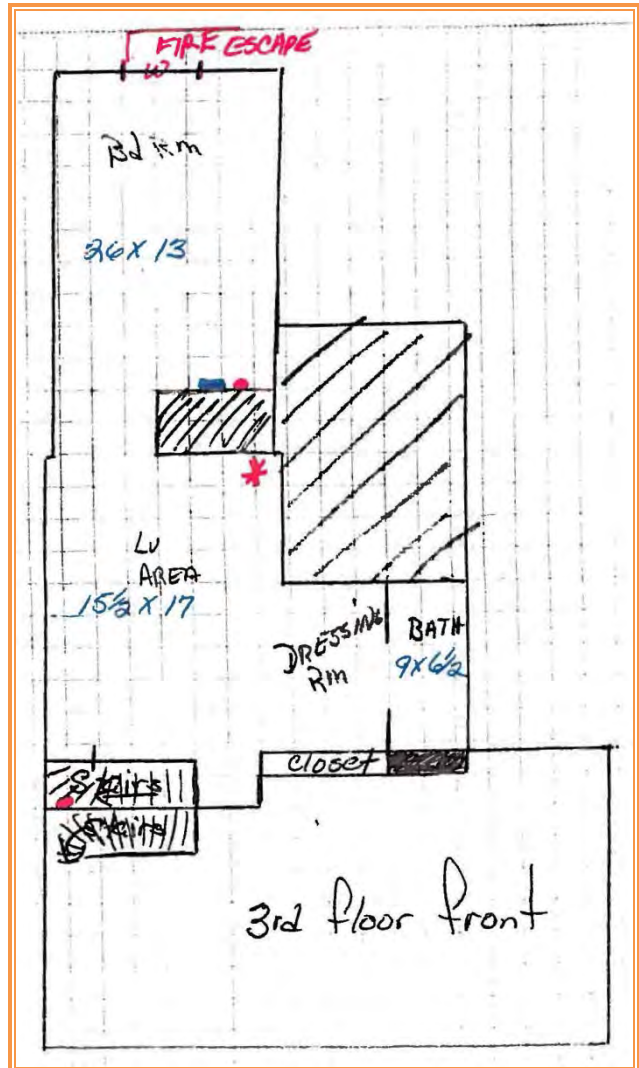 FIRE ESCAPE
W
Bd rm
26 X 13
LV
AREA
15½ X 17
DRESSING
Rm
BATH
9X6½
closet
Stairs
Stairs
3rd floor front